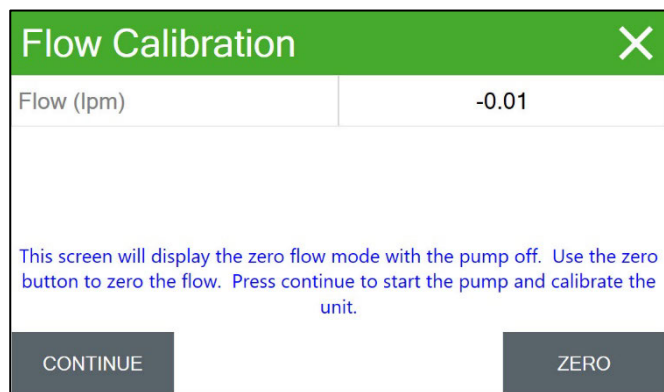 Flow Calibration
Flow (lpm) -0.01
This screen will display the zero flow mode with the pump off. Use the zero
button to zero the flow. Press continue to start the pump and calibrate the
unit.
CONTINUE ZERO